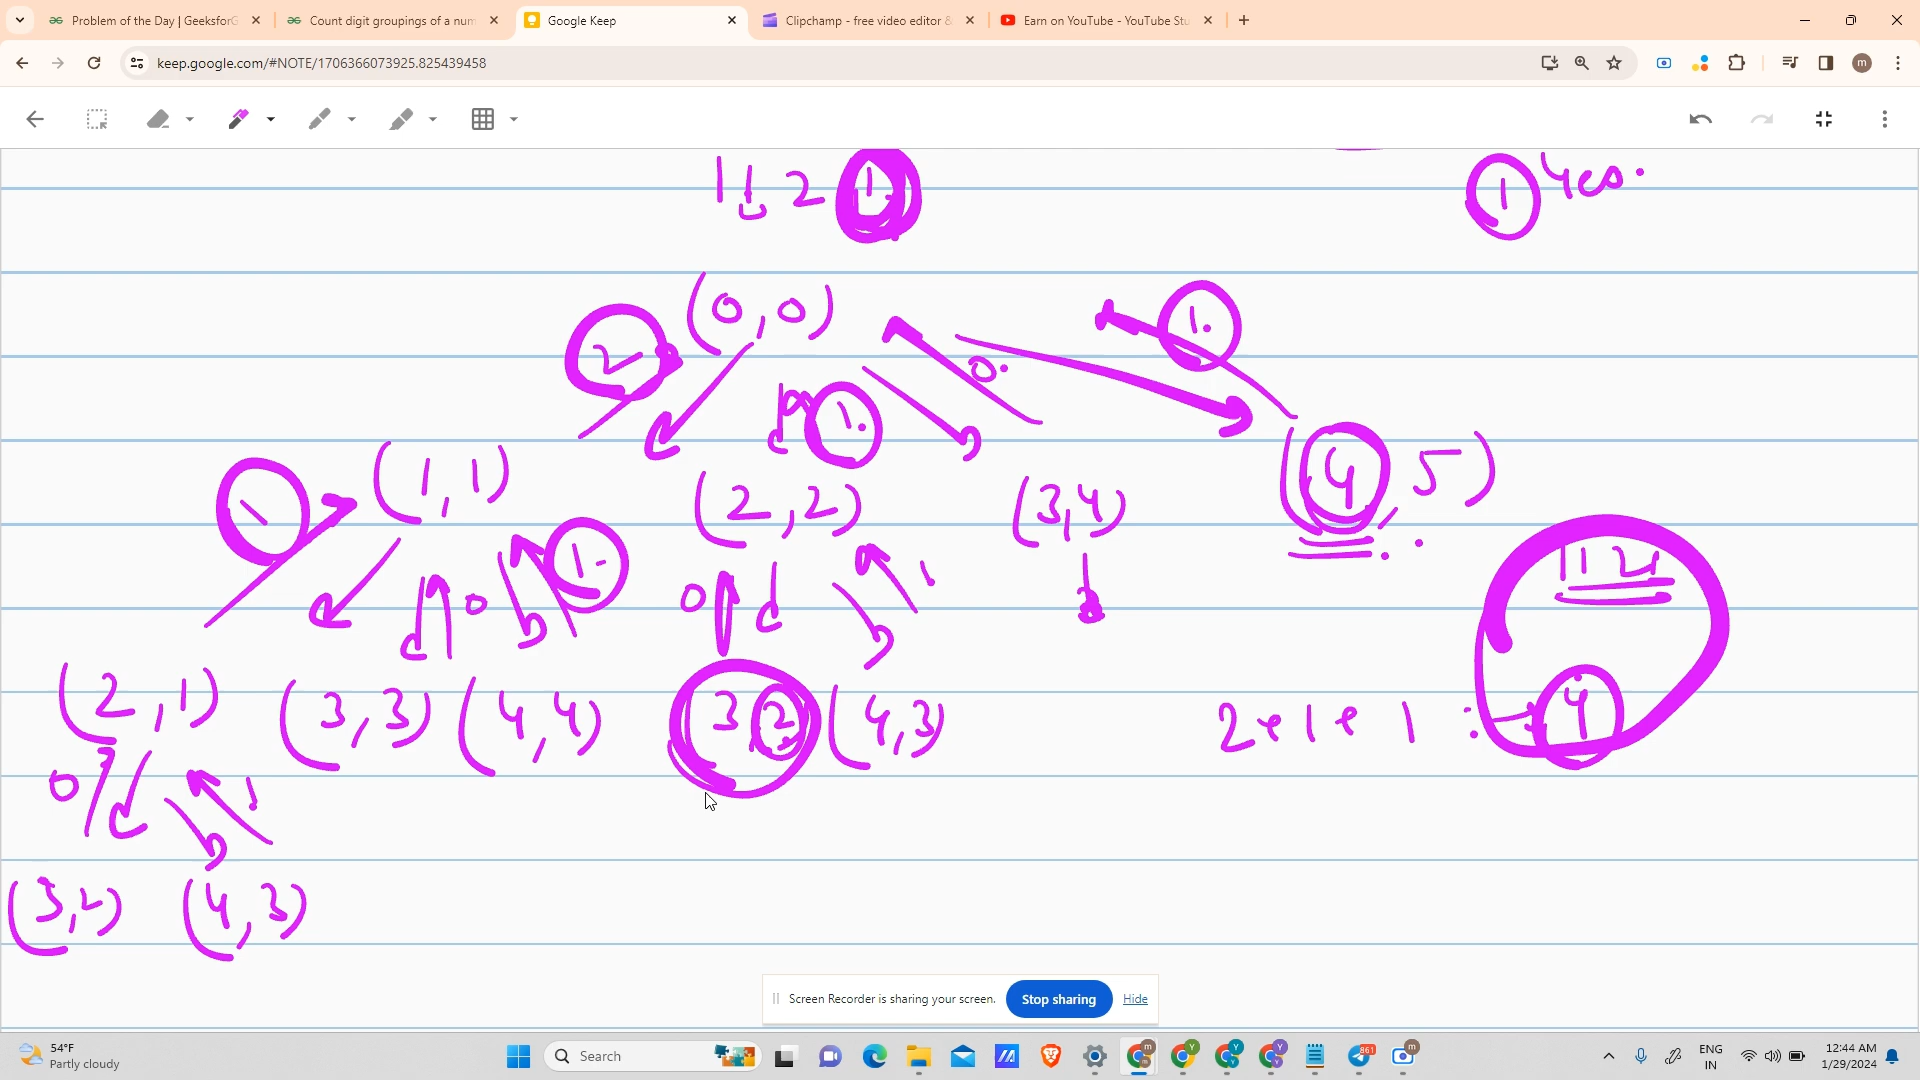 Problem of the Day | GeeksforG
Count digit groupings of a num
Google Keep
Clipchamp - free video editor &
Earn on YouTube - YouTube Stu
keep.google.com/#NOTE/1706366073925.825439458
1 1 2 1.
1 Yes.
(0,0)
2
1.
0.
1.
(1,1)
(2,2)
(3,4)
(4,5)
1
0
1.
0
1
1121
(2,1) (3,3) (4,4) (3,2) (4,3)
2+1+1 : 4
0
1
(3,2) (4,3)
Screen Recorder is sharing your screen. Stop sharing Hide
54°F
Partly cloudy
Search
861
ENG
IN
12:44 AM
1/29/2024